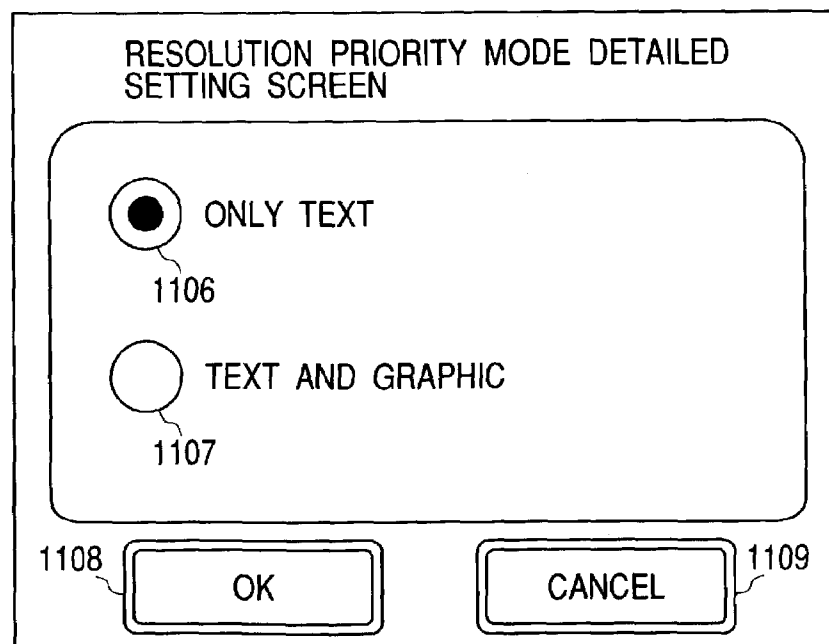 RESOLUTION PRIORITY MODE DETAILED
SETTING SCREEN
ONLY TEXT
1106
TEXT AND GRAPHIC
1107
1108
OK
CANCEL
1109